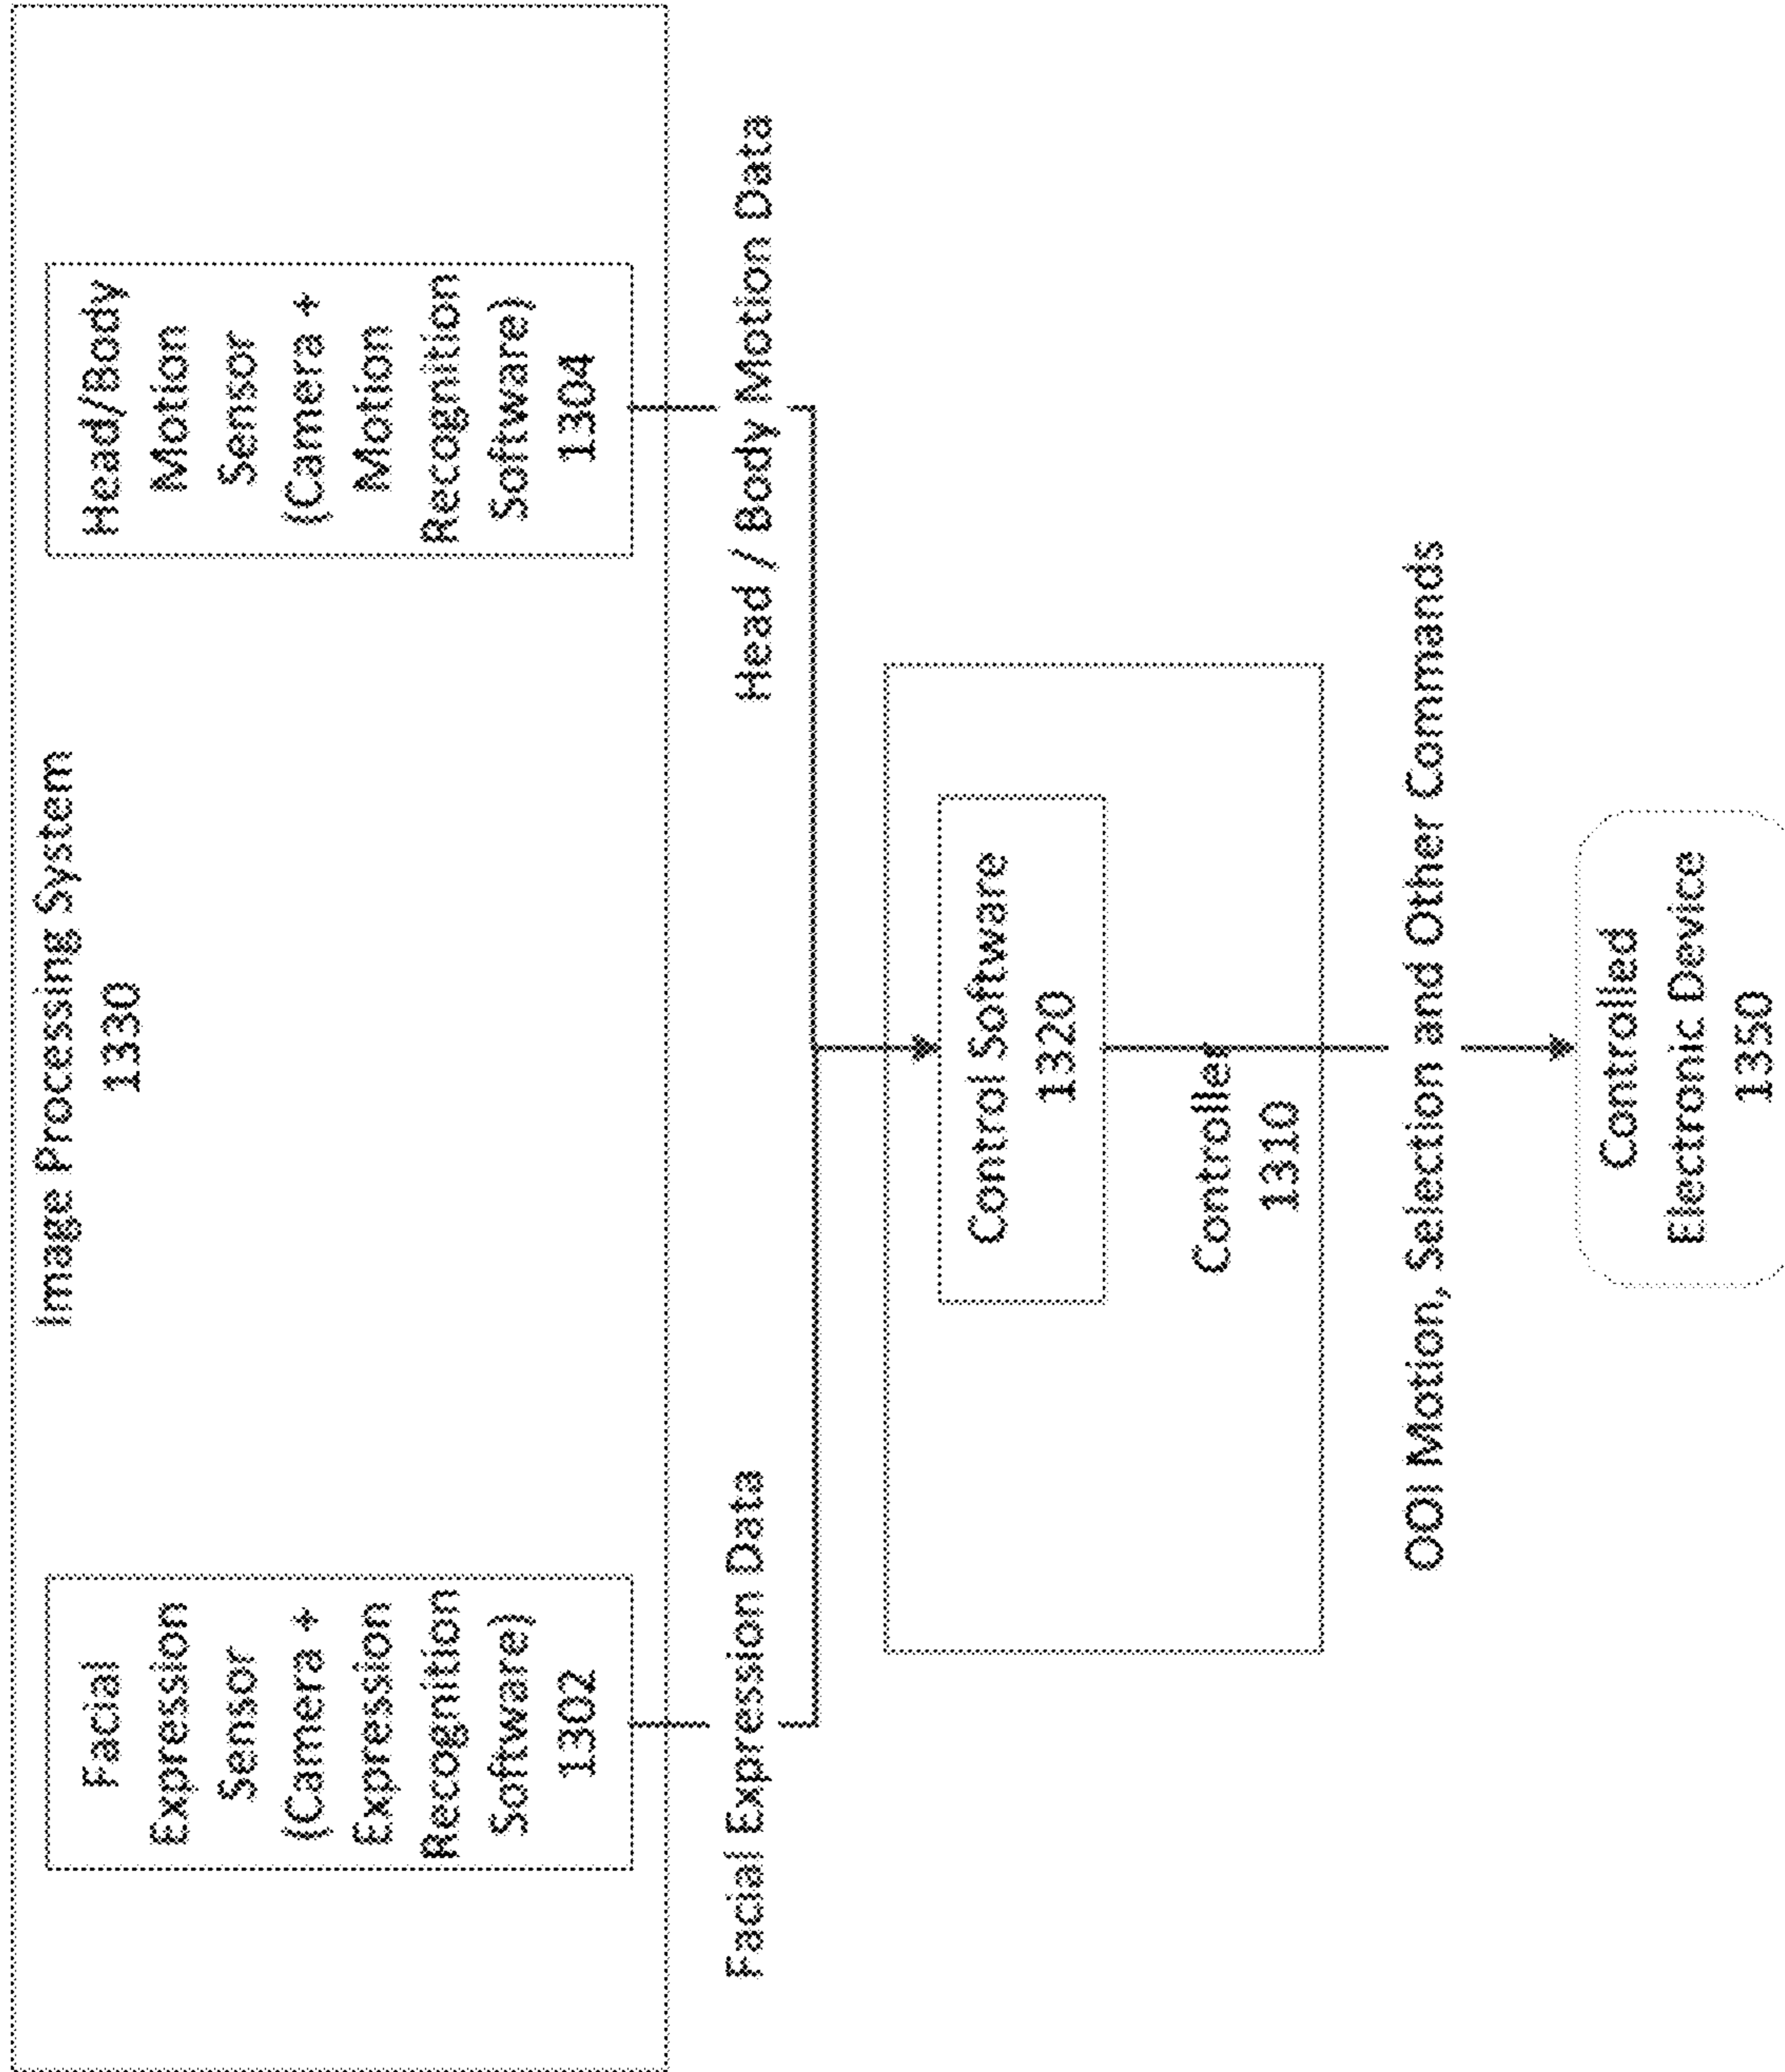 Image Processing System
1330
Facial
Expression
Sensor
(Camera +
Expression
Recognition
Software)
1302
Head/Body
Motion
Sensor
(Camera +
Motion
Recognition
Software)
1304
Facial Expression Data
Head / Body Motion Data
Control Software
1320
Controller
1310
OOI Motion, Selection and Other Commands
Controlled
Electronic Device
1350